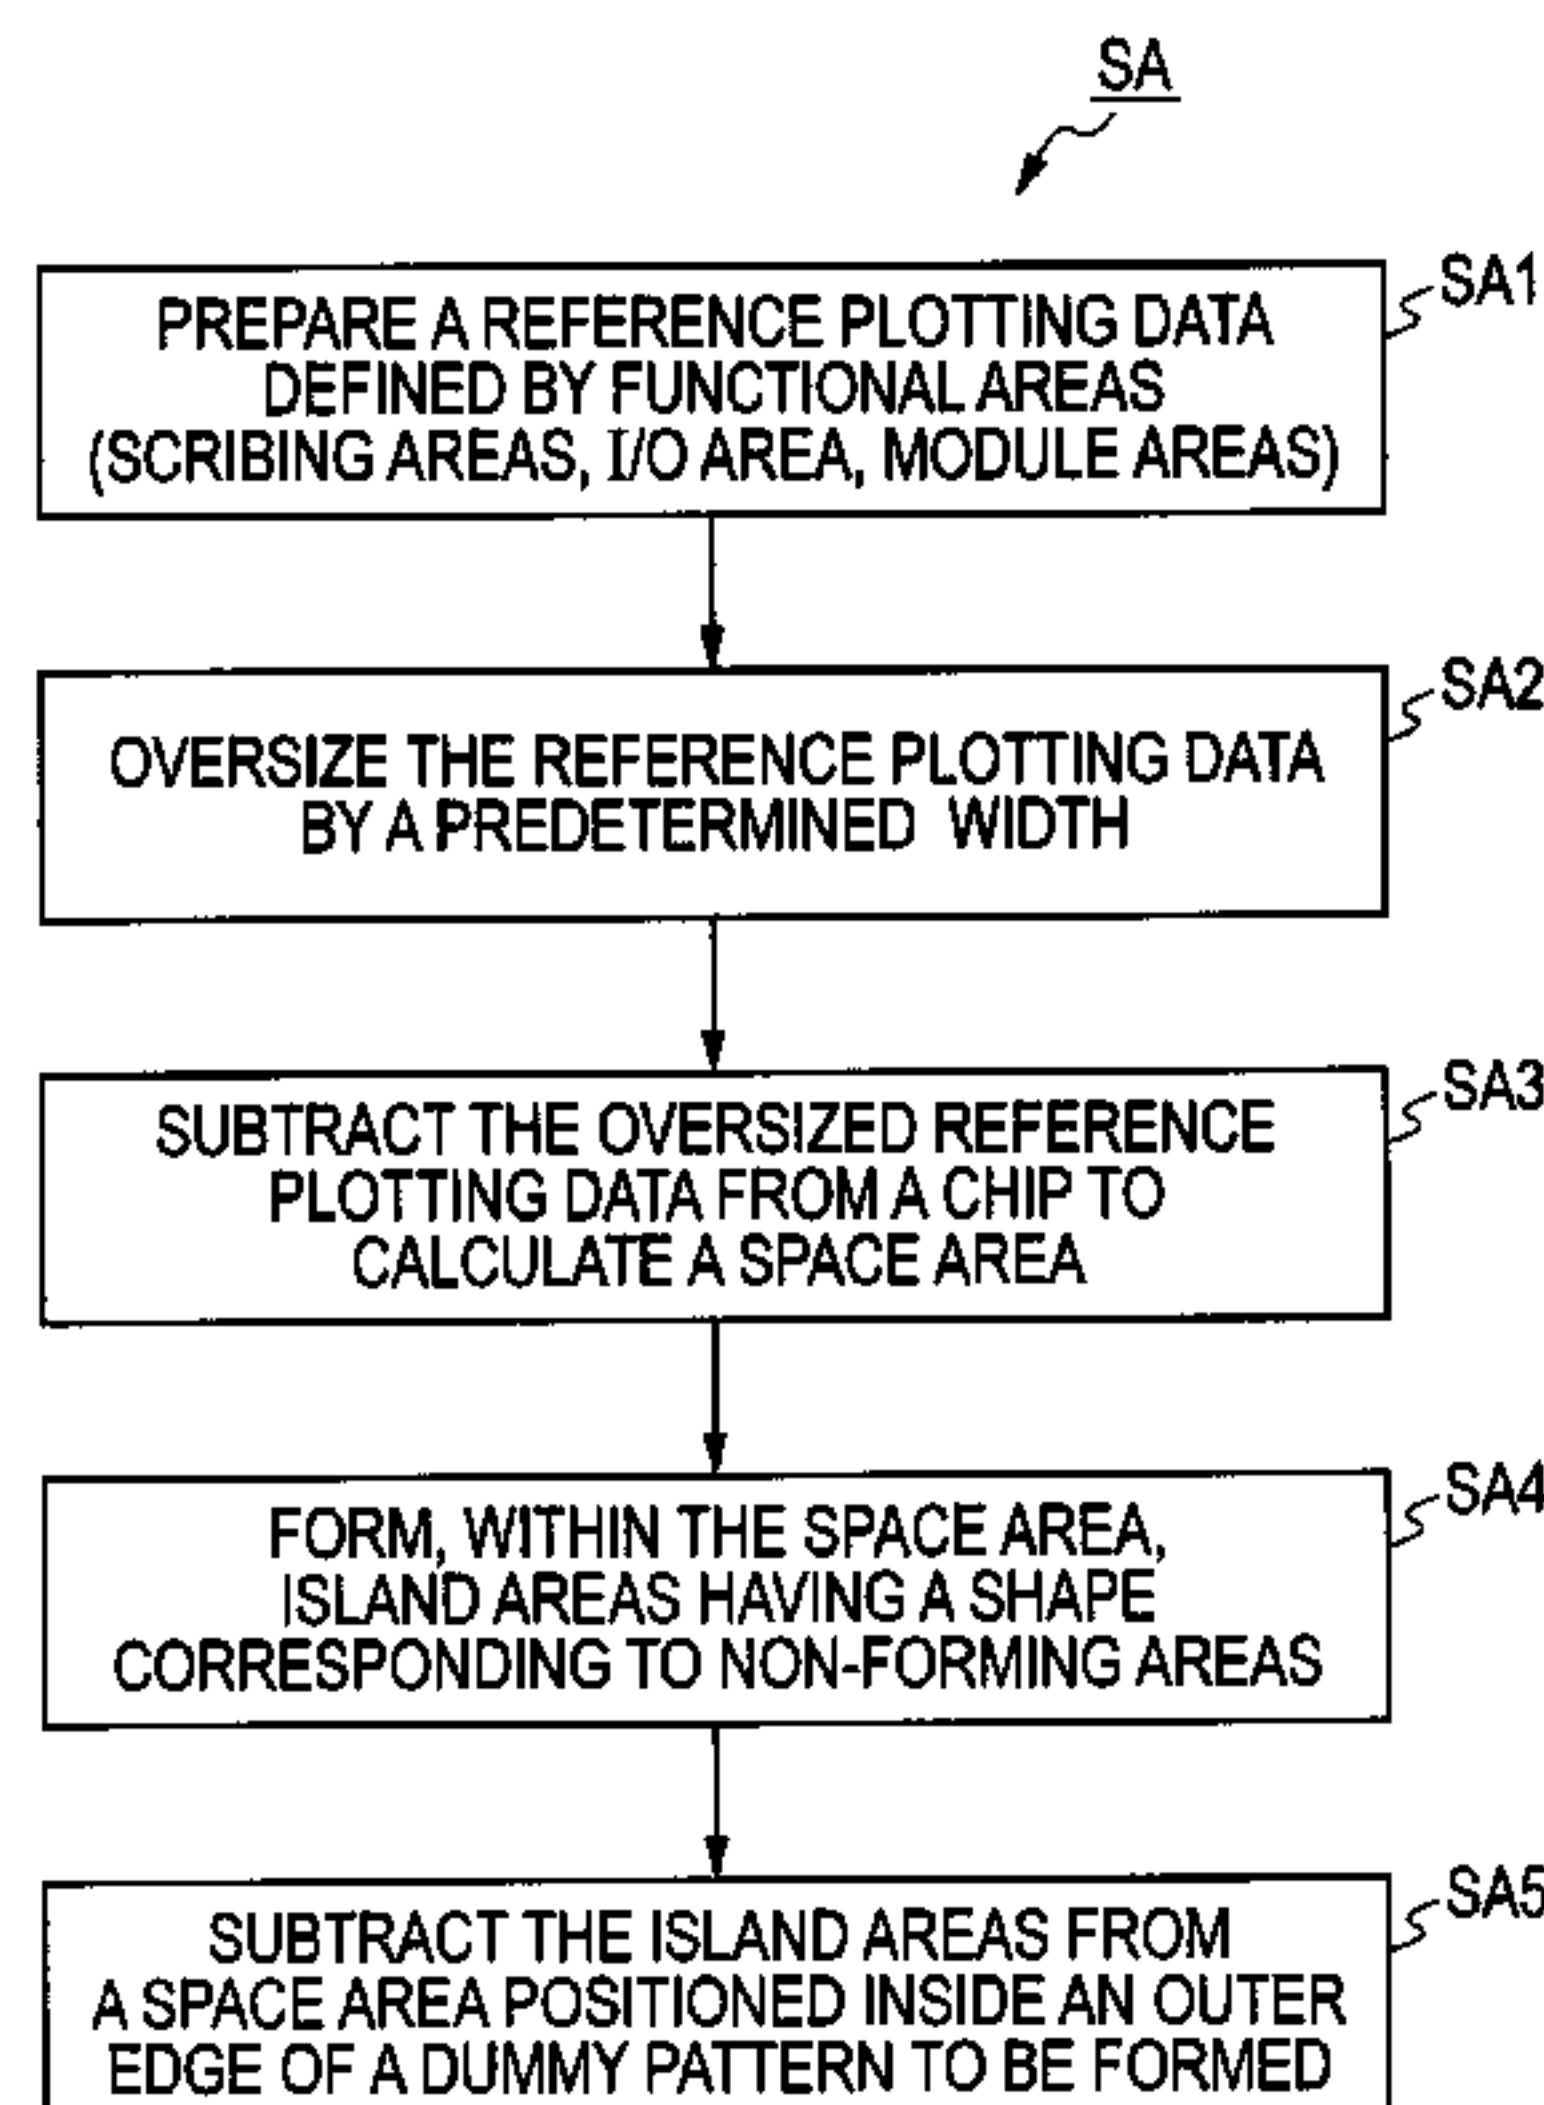 SA
SA1
PREPARE A REFERENCE PLOTTING DATA
DEFINED BY FUNCTIONAL AREAS
(SCRIBING AREAS, I/O AREA, MODULE AREAS)
SA2
OVERSIZE THE REFERENCE PLOTTING DATA
BY A PREDETERMINED WIDTH
SA3
SUBTRACT THE OVERSIZED REFERENCE
PLOTTING DATA FROM A CHIP TO
CALCULATE A SPACE AREA
SA4
FORM, WITHIN THE SPACE AREA,
ISLAND AREAS HAVING A SHAPE
CORRESPONDING TO NON-FORMING AREAS
SA5
SUBTRACT THE ISLAND AREAS FROM
A SPACE AREA POSITIONED INSIDE AN OUTER
EDGE OF A DUMMY PATTERN TO BE FORMED